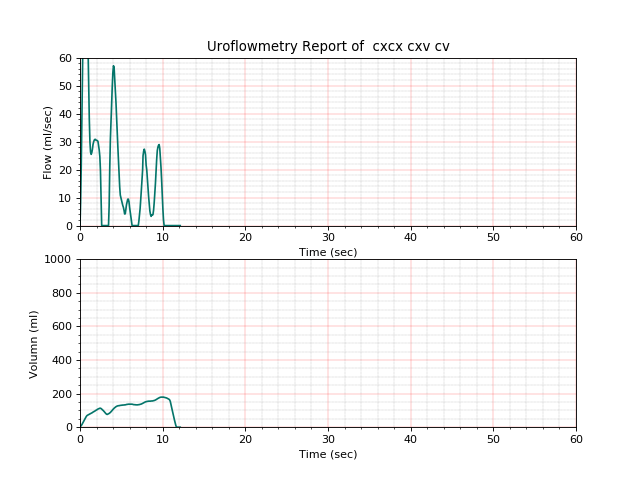 Uroflowmetry Report of  cxcx cxv cv
60
50
40
30
20
10
0
Flow (ml/sec)
0 10 20 30 40 50 60
Time (sec)
1000
800
600
400
200
0
Volumn (ml)
0 10 20 30 40 50 60
Time (sec)